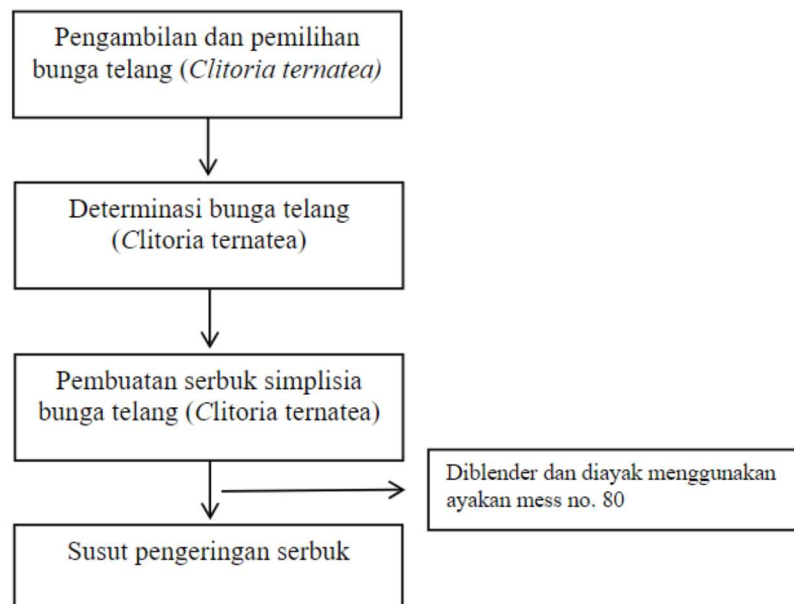 Pengambilan dan pemilihan
bunga telang (Clitoria ternatea)
Determinasi bunga telang
(Clitoria ternatea)
Pembuatan serbuk simplisia
bunga telang (Clitoria ternatea)
Diblender dan diayak menggunakan
ayakan mess no. 80
Susut pengeringan serbuk